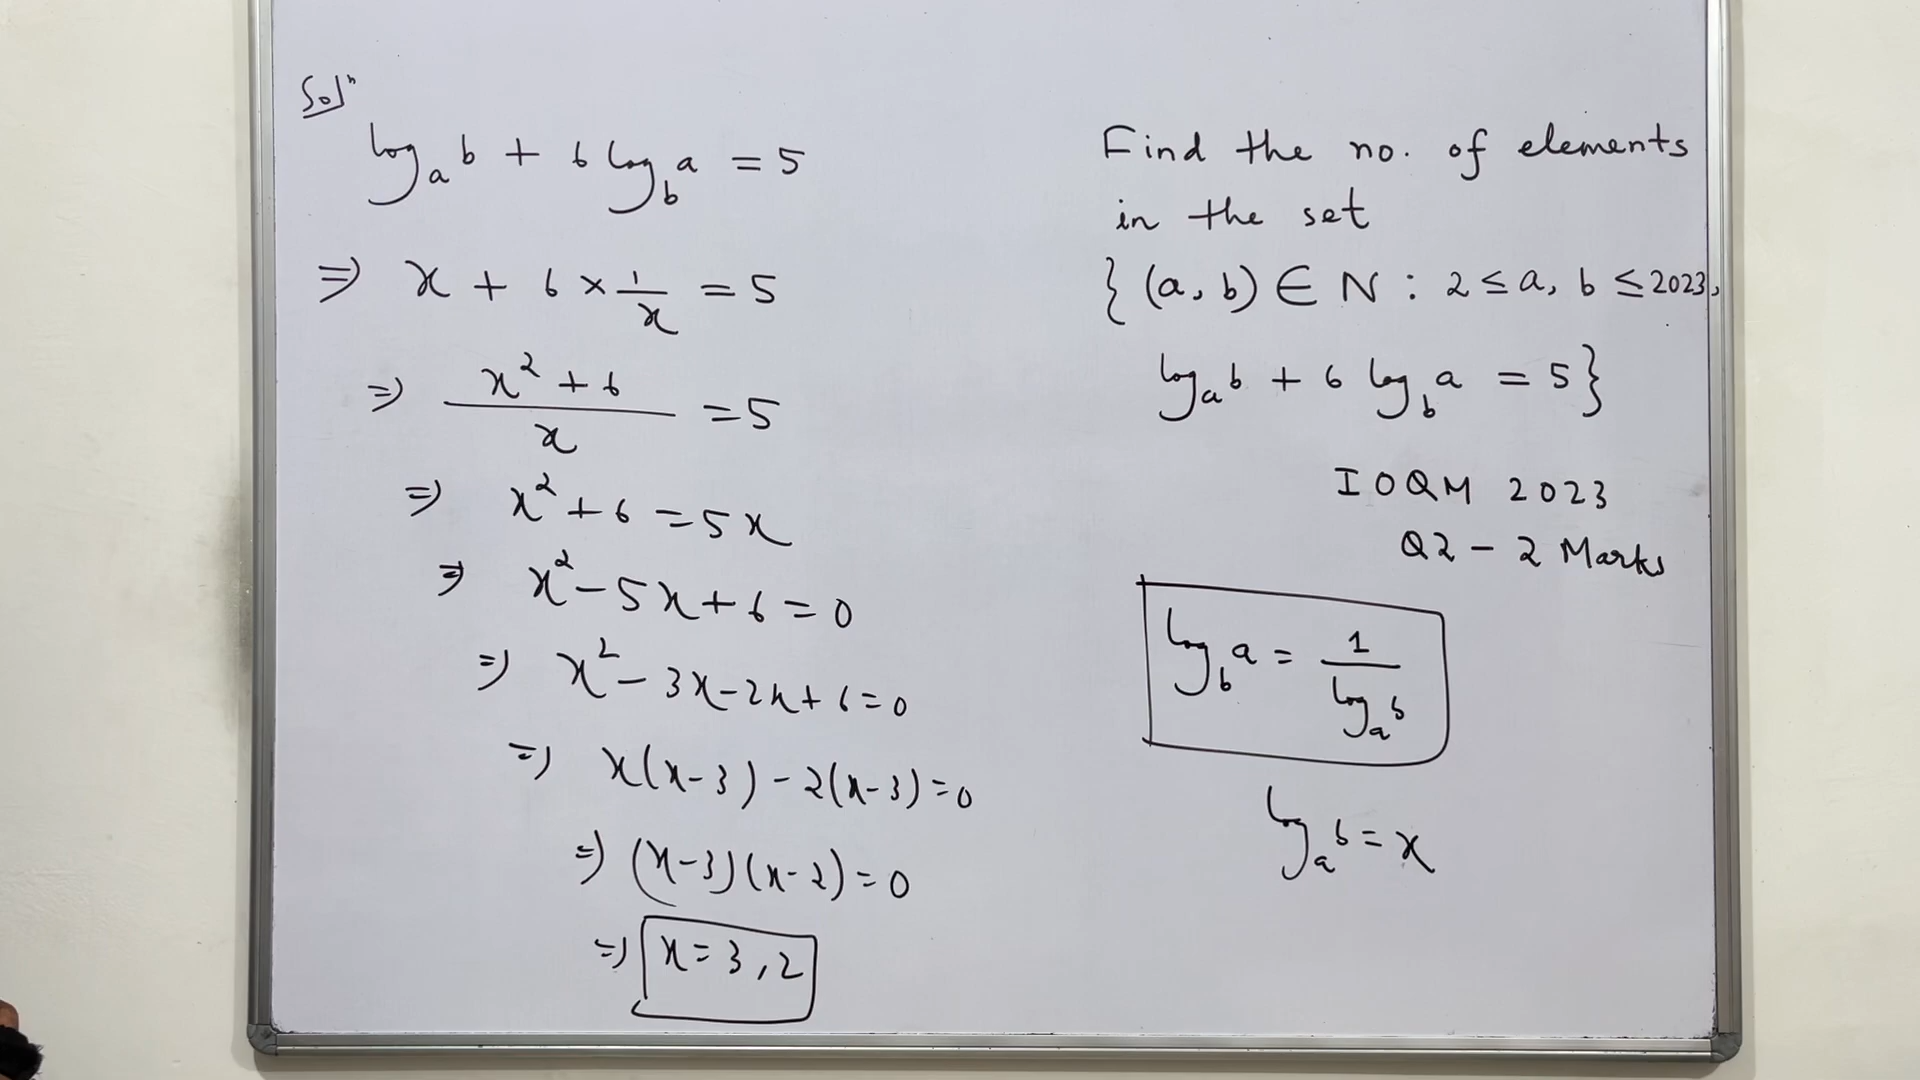 Solⁿ
log_a b + 6 log_b a = 5
⇒ x + 6 × 1/x = 5
⇒ (x² + 6)/x = 5
⇒ x² + 6 = 5x
⇒ x² - 5x + 6 = 0
⇒ x² - 3x - 2x + 6 = 0
⇒ x(x-3) - 2(x-3) = 0
⇒ (x-3)(x-2) = 0
⇒ x = 3, 2
Find the no. of elements
in the set
{(a, b) ∈ N : 2 ≤ a, b ≤ 2023,
log_a b + 6 log_b a = 5}
IOQM 2023
Q2 - 2 Marks
log_b a = 1/log_a b
log_a b = x